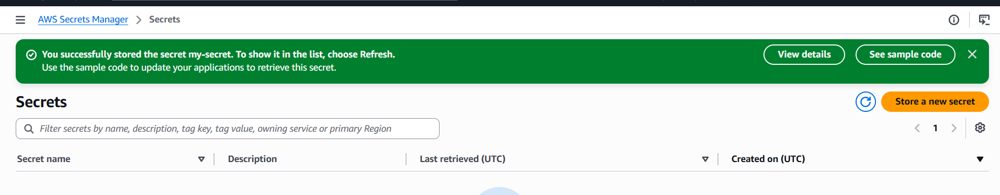 AWS Secrets Manager > Secrets
You successfully stored the secret my-secret. To show it in the list, choose Refresh.
Use the sample code to update your applications to retrieve this secret.
View details
See sample code
Secrets
Store a new secret
Filter secrets by name, description, tag key, tag value, owning service or primary Region
1
Secret name
Description
Last retrieved (UTC)
Created on (UTC)